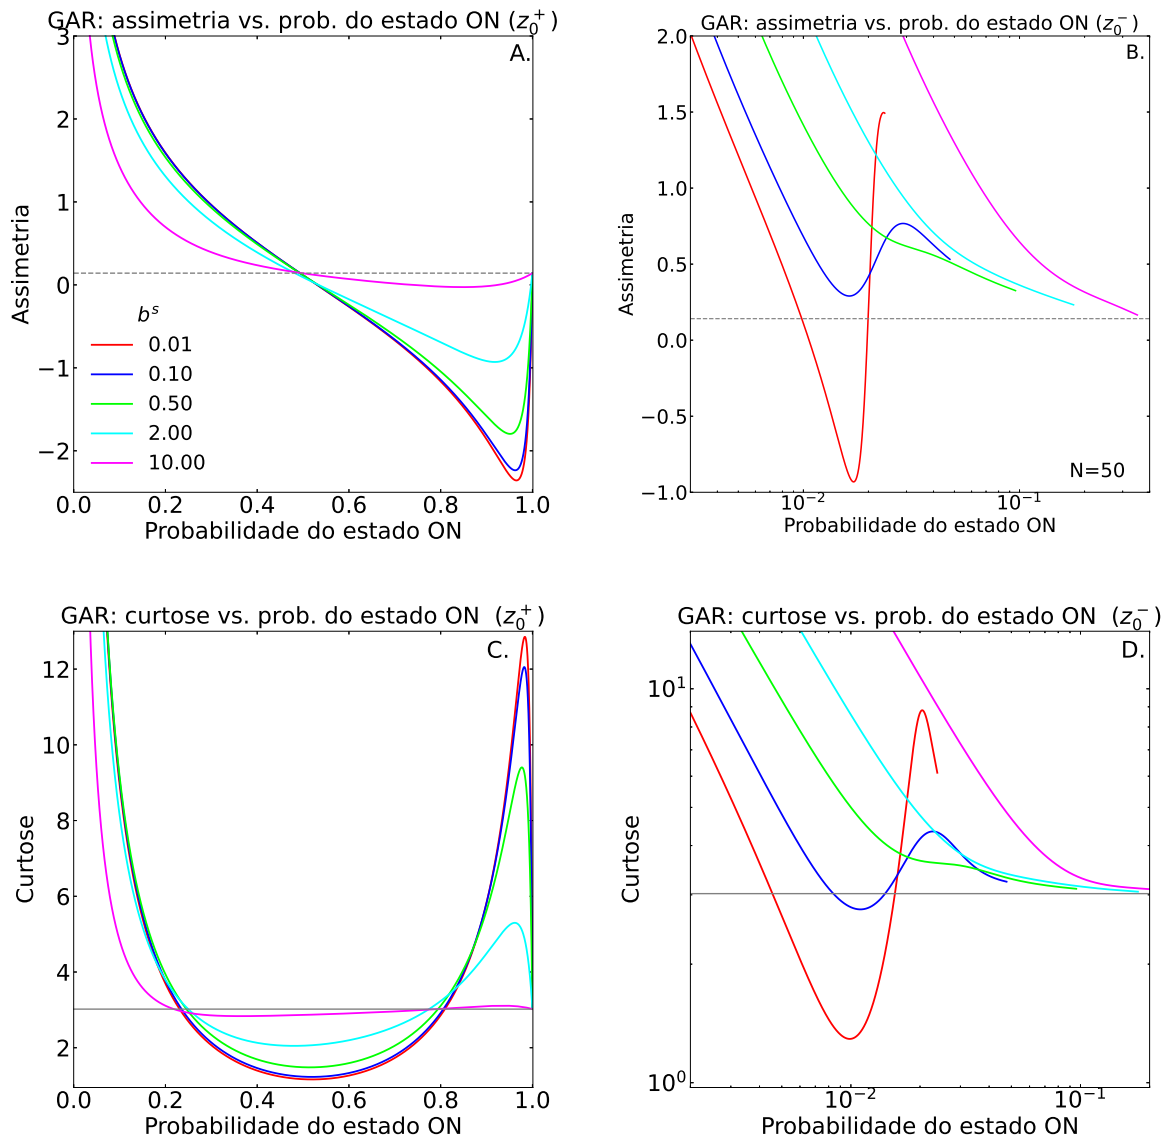 GAR: assimetria vs. prob. do estado ON (z₀⁺)
A.
Assimetria
3
2
1
0
−1
−2
bˢ
0.01
0.10
0.50
2.00
10.00
0.0 0.2 0.4 0.6 0.8 1.0
Probabilidade do estado ON
GAR: assimetria vs. prob. do estado ON (z₀⁻)
B.
Assimetria
2.0
1.5
1.0
0.5
0.0
−0.5
−1.0
N=50
10⁻² 10⁻¹
Probabilidade do estado ON
GAR: curtose vs. prob. do estado ON (z₀⁺)
C.
Curtose
12
10
8
6
4
2
0.0 0.2 0.4 0.6 0.8 1.0
Probabilidade do estado ON
GAR: curtose vs. prob. do estado ON (z₀⁻)
D.
Curtose
10¹
10⁰
10⁻² 10⁻¹
Probabilidade do estado ON